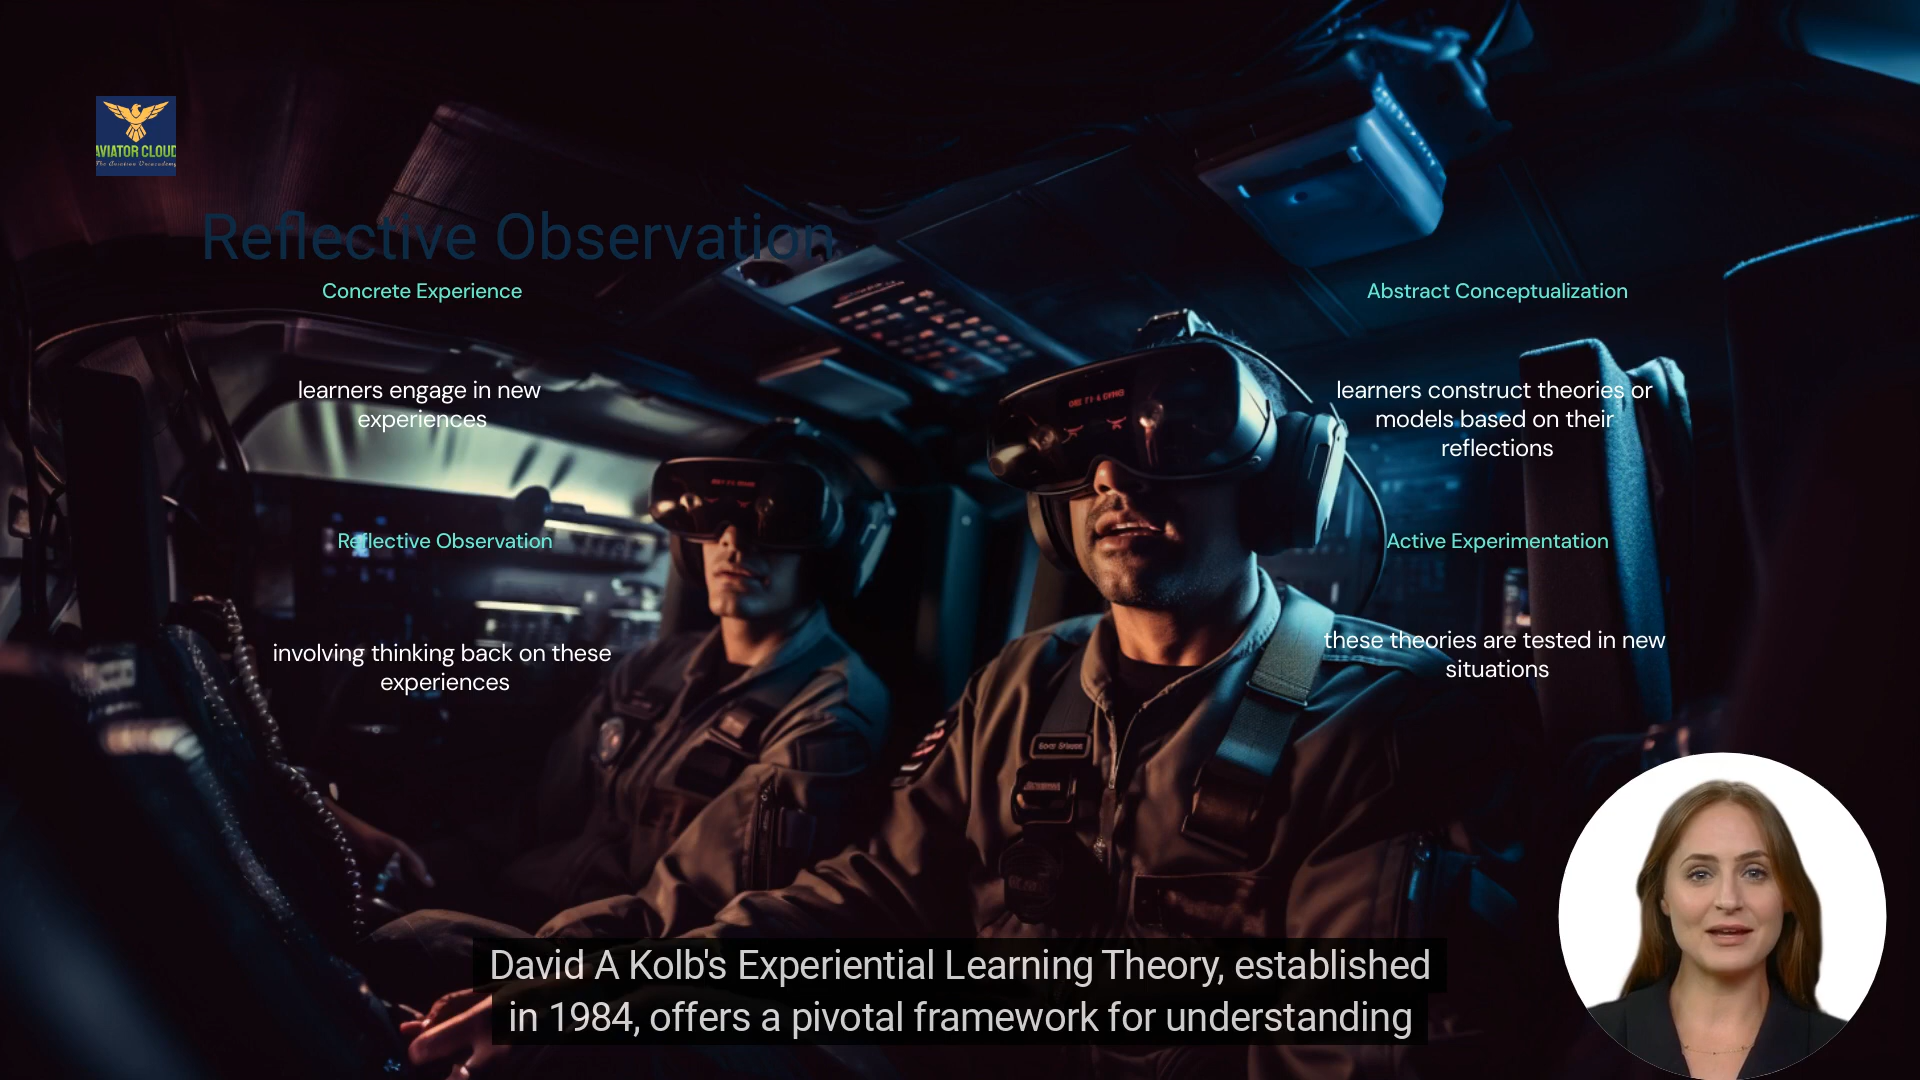 AVIATOR CLOUD
Reflective Observation
Concrete Experience
learners engage in new
experiences
Reflective Observation
involving thinking back on these
experiences
Abstract Conceptualization
learners construct theories or
models based on their
reflections
Active Experimentation
these theories are tested in new
situations
David A Kolb's Experiential Learning Theory, established
in 1984, offers a pivotal framework for understanding